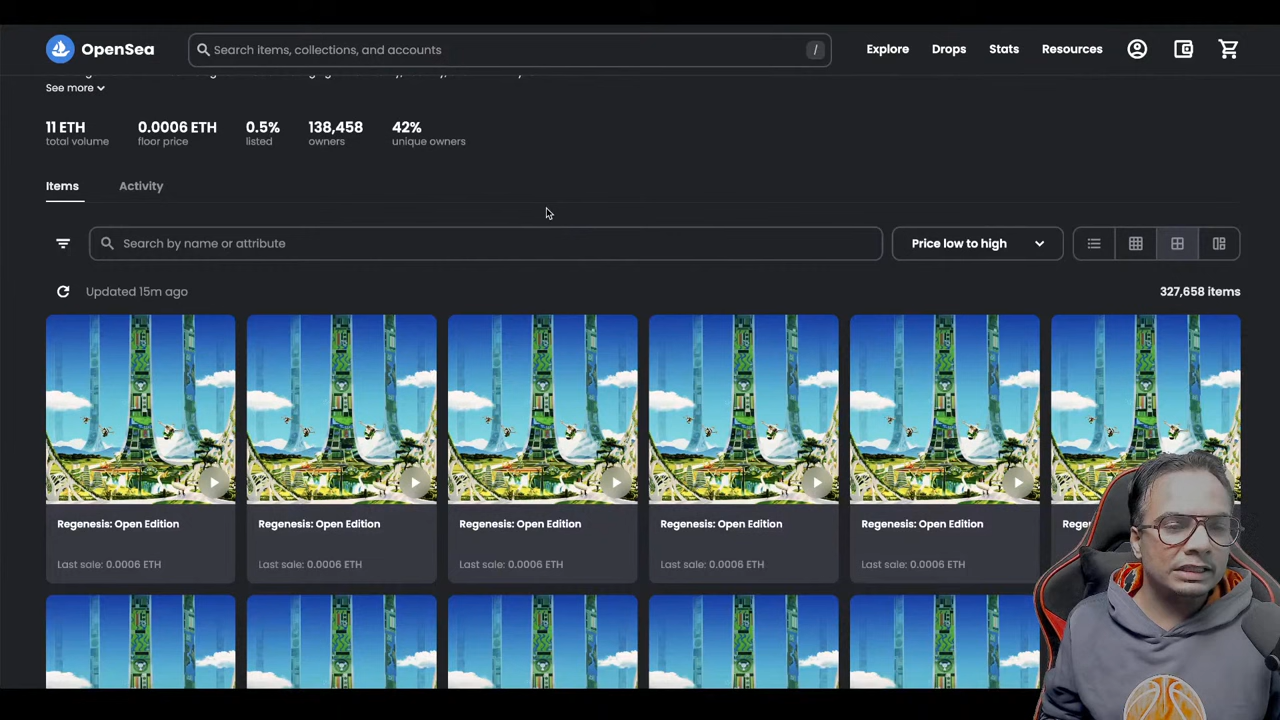 OpenSea
Search items, collections, and accounts
/
Explore
Drops
Stats
Resources
See more
11 ETH
total volume
0.0006 ETH
floor price
0.5%
listed
138,458
owners
42%
unique owners
Items
Activity
Search by name or attribute
Price low to high
Updated 15m ago
327,658 items
Regenesis: Open Edition
Last sale: 0.0006 ETH
Regenesis: Open Edition
Last sale: 0.0006 ETH
Regenesis: Open Edition
Last sale: 0.0006 ETH
Regenesis: Open Edition
Last sale: 0.0006 ETH
Regenesis: Open Edition
Last sale: 0.0006 ETH